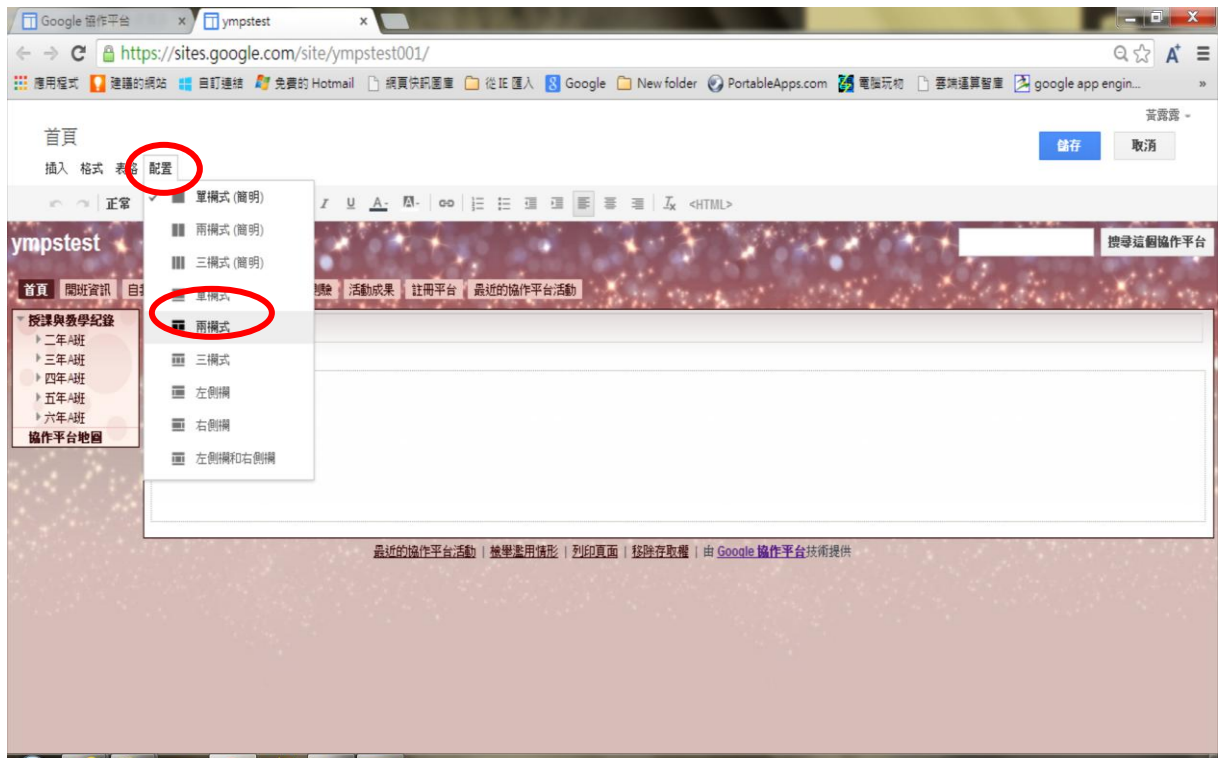 Google 協作平台
ympstest
https://sites.google.com/site/ympstest001/
應用程式 建議的網站 自訂連結 免費的 Hotmail 網頁快訊圖庫 從 IE 匯入 Google New folder PortableApps.com 電腦玩物 雲端運算智庫 google app engin... »
黃露露
首頁
儲存 取消
插入 格式 表格 配置
正常 I U A A <HTML>
單欄式 (簡明)
兩欄式 (簡明)
三欄式 (簡明)
單欄式
兩欄式
三欄式
左側欄
右側欄
左側欄和右側欄
ympstest
搜尋這個協作平台
首頁 開班資訊 活動成果 註冊平台 最近的協作平台活動
授課與教學紀錄
二年A班
三年A班
四年A班
五年A班
六年A班
協作平台地圖
最近的協作平台活動 | 檢舉濫用情形 | 列印頁面 | 移除存取權 | 由 Google 協作平台技術提供